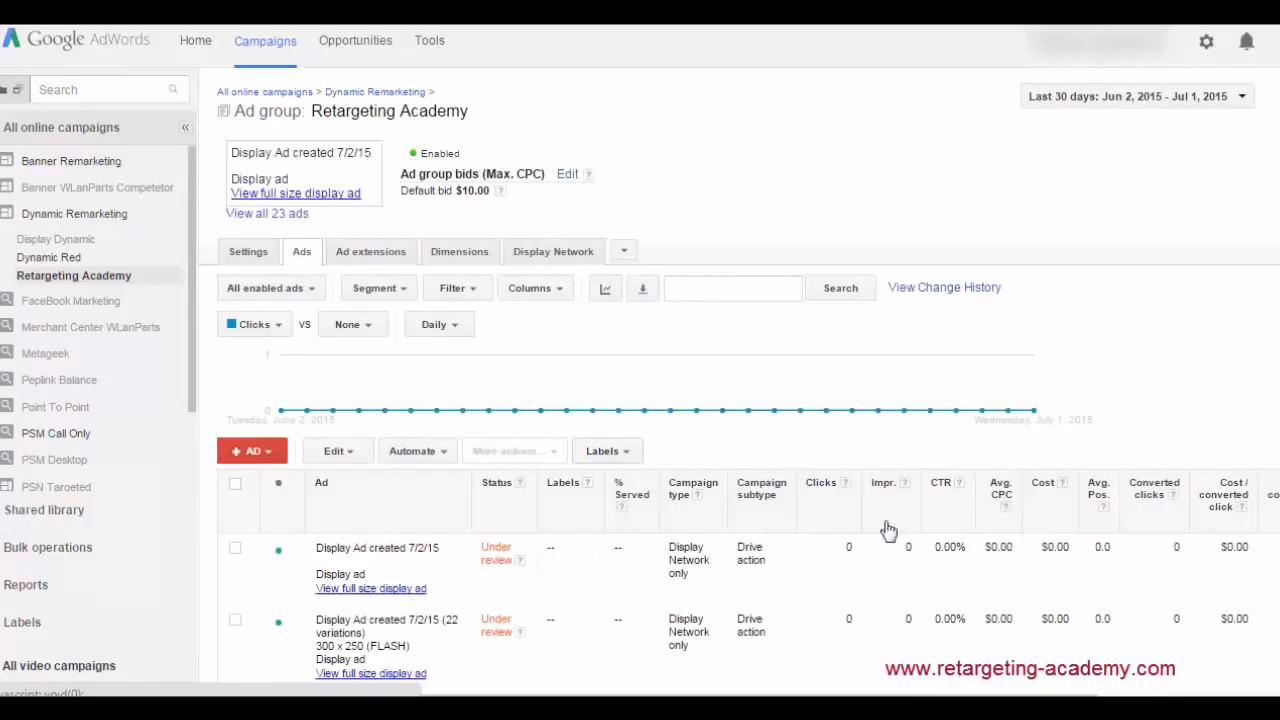 Google AdWords
Home Campaigns Opportunities Tools
Search
All online campaigns «
Banner Remarketing
Banner WLanParts Competetor
Dynamic Remarketing
Display Dynamic
Dynamic Red
Retargeting Academy
FaceBook Marketing
Merchant Center WLanParts
Metageek
Peplink Balance
Point To Point
PSM Call Only
PSM Desktop
PSN Taroeted
Shared library
Bulk operations
Reports
Labels
All video campaigns
All online campaigns > Dynamic Remarketing >
Ad group: Retargeting Academy
Last 30 days: Jun 2, 2015 - Jul 1, 2015
Display Ad created 7/2/15
Display ad
View full size display ad
View all 23 ads
Enabled
Ad group bids (Max. CPC) Edit ?
Default bid $10.00 ?
Settings Ads Ad extensions Dimensions Display Network
All enabled ads Segment Filter Columns Search View Change History
Clicks VS None Daily
1
0
Tuesday, June 2, 2015 Wednesday, July 1, 2015
+ AD Edit Automate More actions... Labels
Ad Status ? Labels ? % Served ? Campaign type ? Campaign subtype Clicks ? Impr. ? CTR ? Avg. CPC ? Cost ? Avg. Pos. ? Converted clicks ? Cost / converted click ?
Display Ad created 7/2/15 Under review ? -- -- Display Network only Drive action 0 0 0.00% $0.00 $0.00 0.0 0 $0.00
Display ad
View full size display ad
Display Ad created 7/2/15 (22 variations) Under review ? -- -- Display Network only Drive action 0 0 0.00% $0.00 $0.00 0.0 0 $0.00
300 x 250 (FLASH)
Display ad
View full size display ad
www.retargeting-academy.com